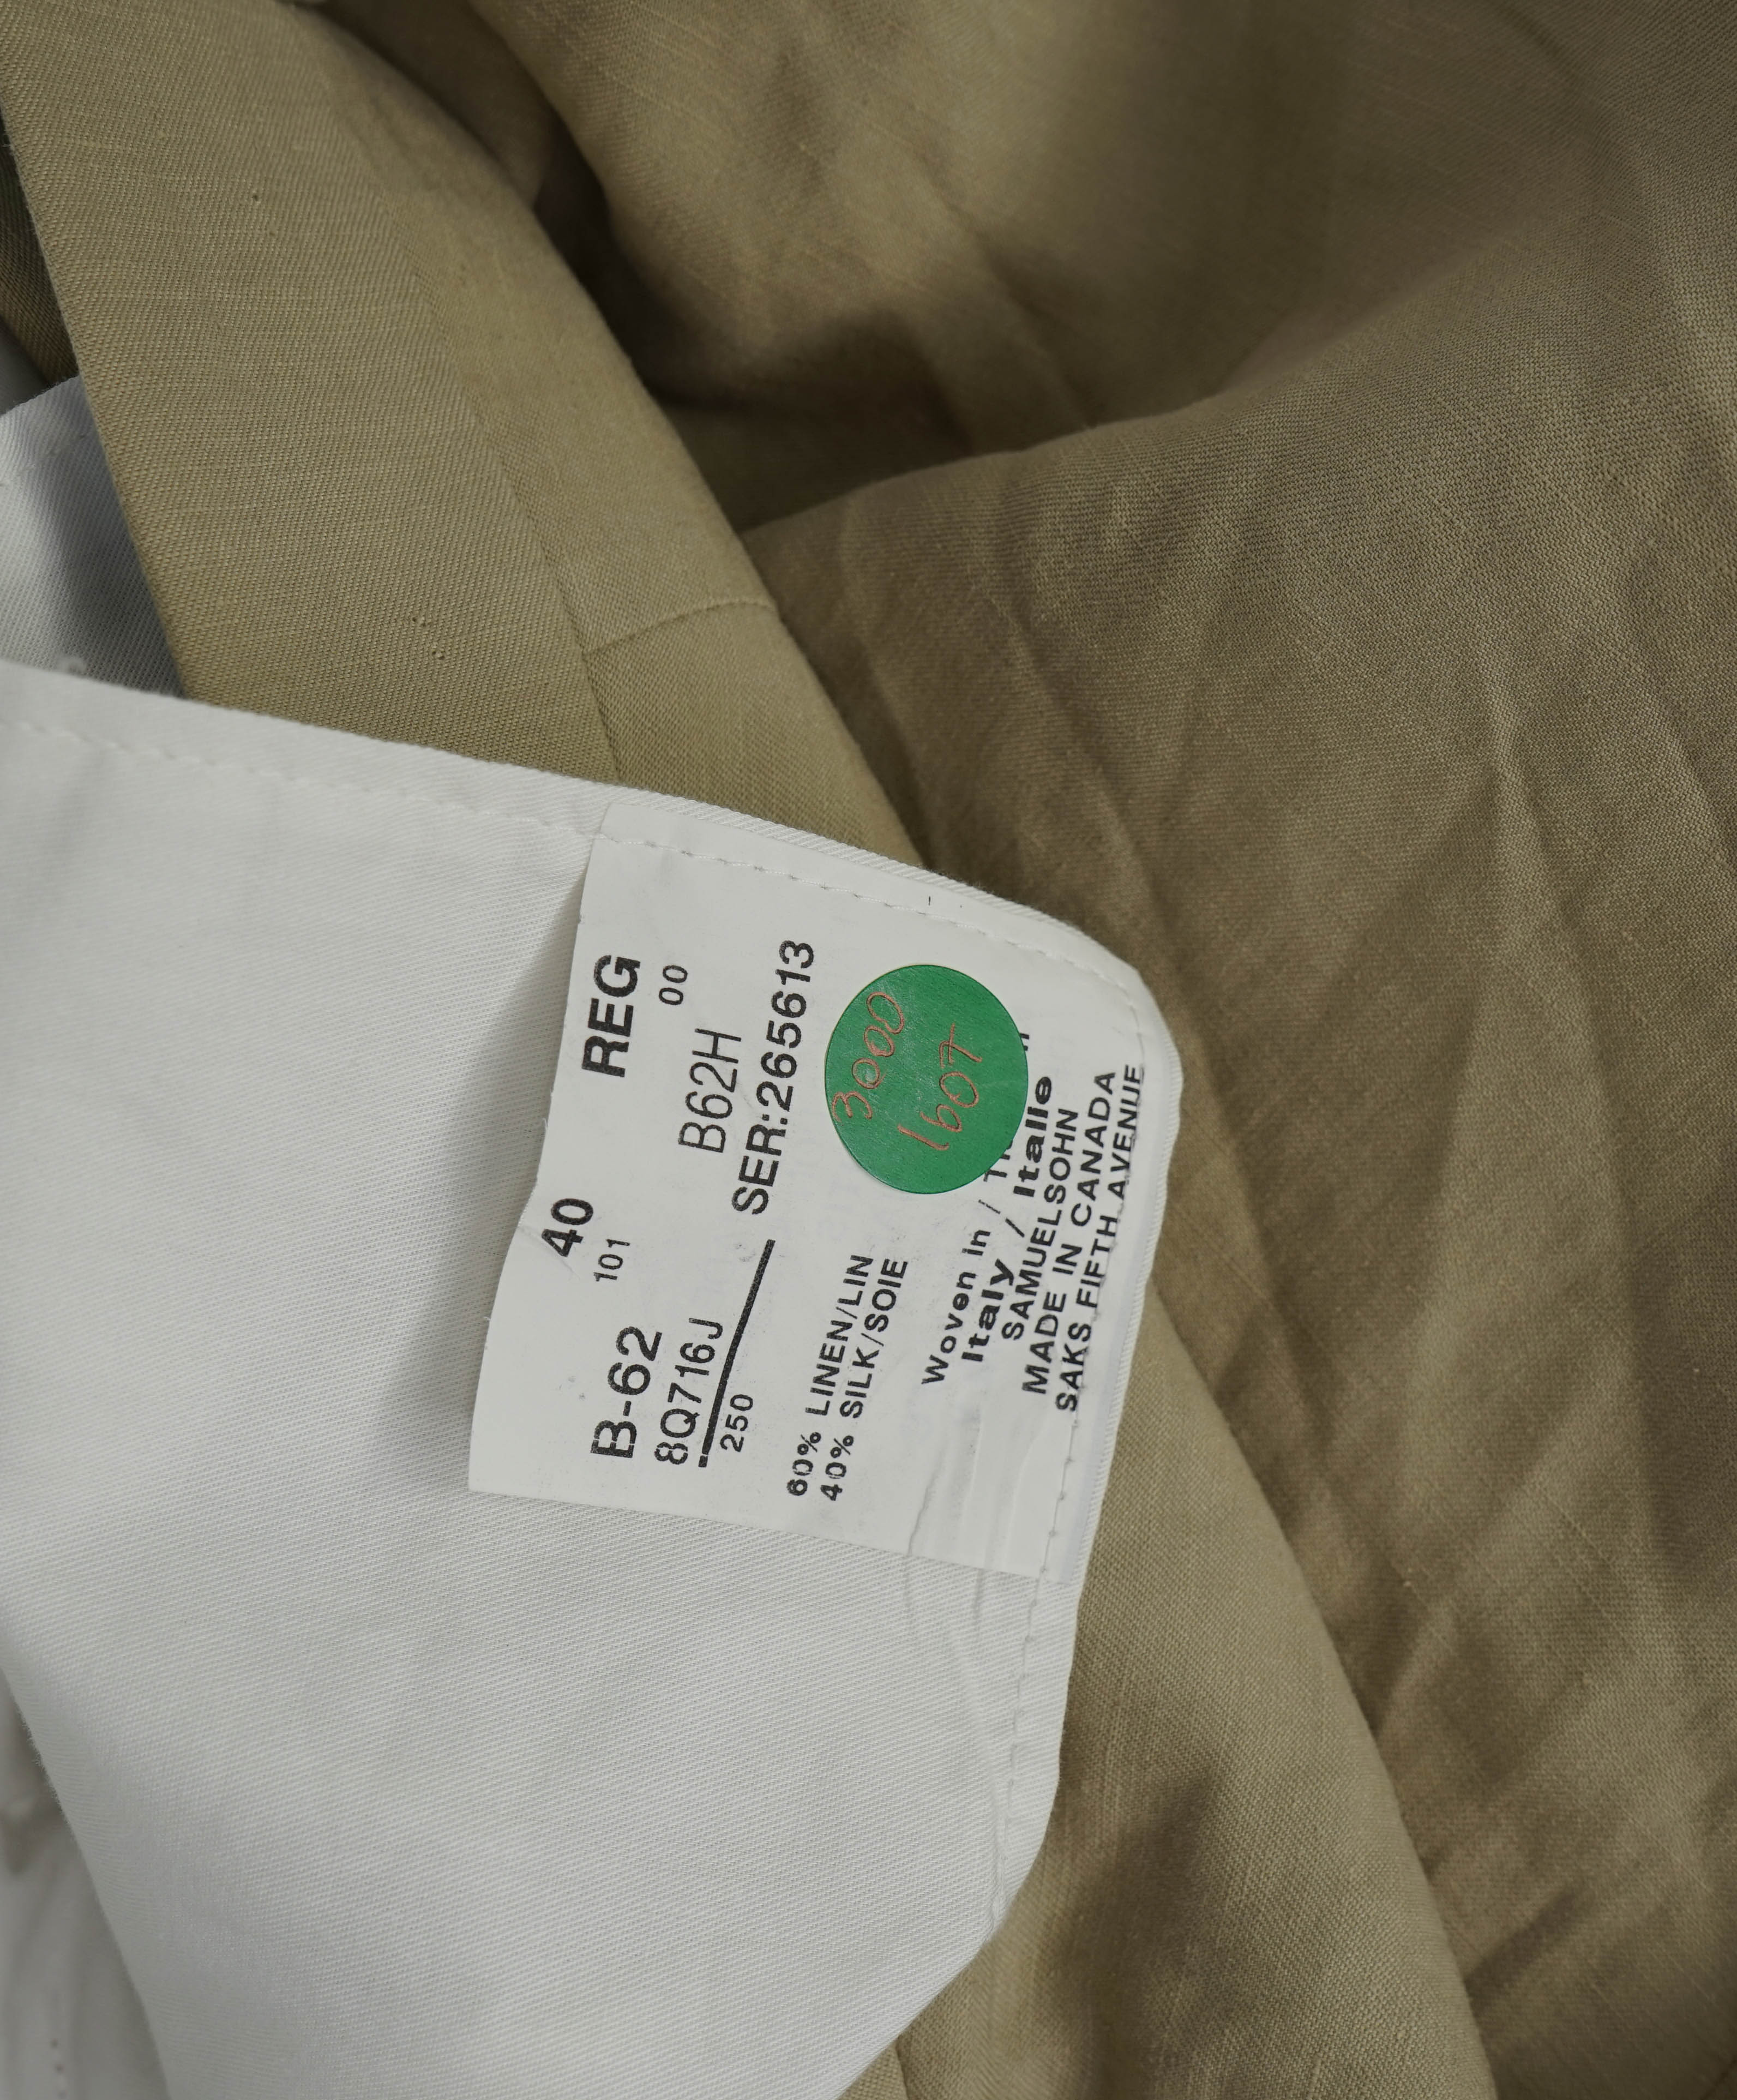 40 REG
B-62 101 00
8Q716J B62H
250 SER:265613
3000
1607
60% LINEN/LIN
40% SILK/SOIE
Woven in /
Italy / Italie
SAMUELSOHN
MADE IN CANADA
SAKS FIFTH AVENUE